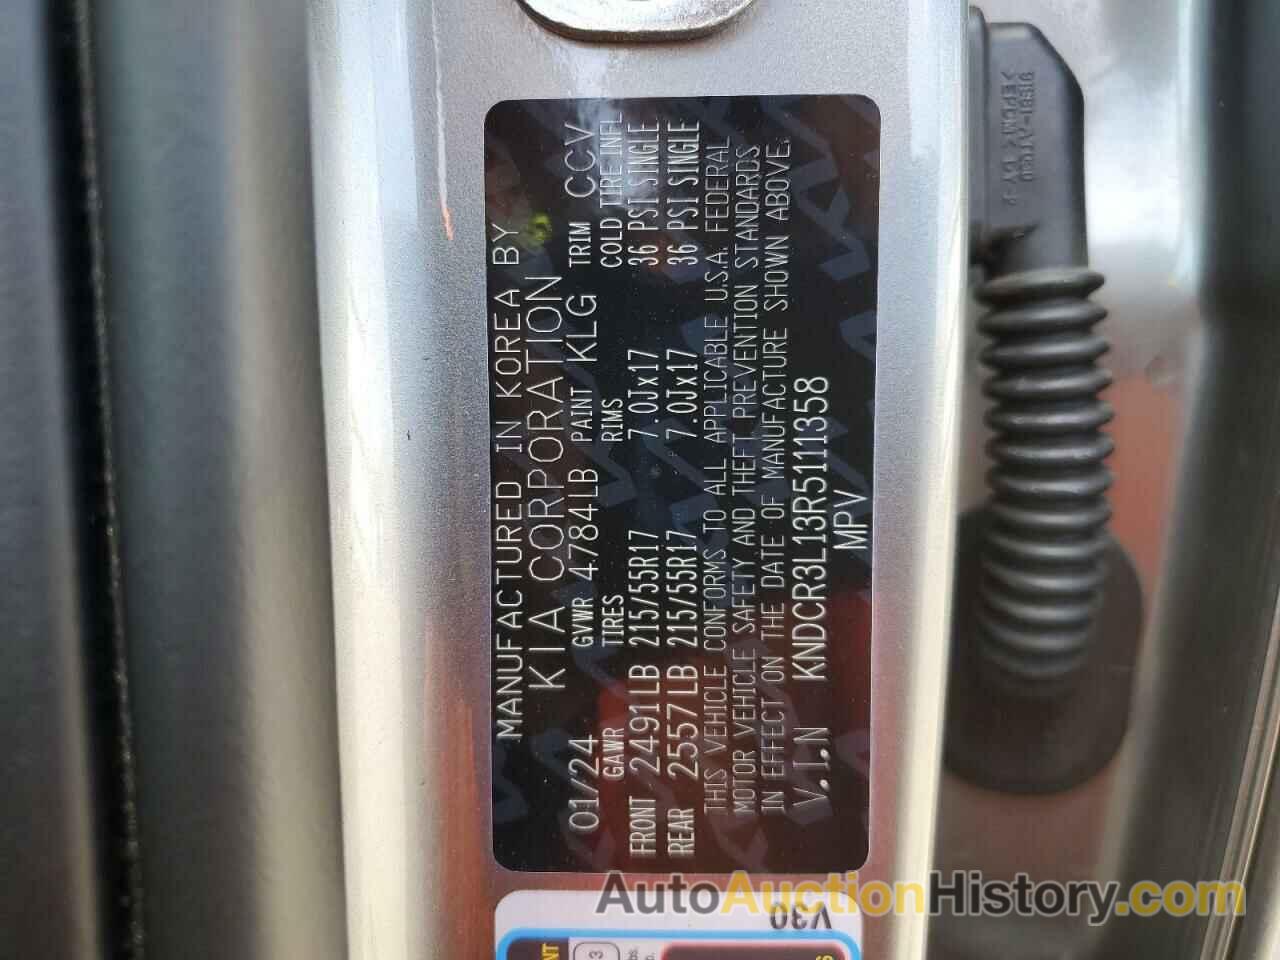 MANUFACTURED IN KOREA BY
KIA CORPORATION
01/24 GVWR 4784LB PAINT KLG TRIM CCV
GAWR TIRES RIMS COLD TIRE INFL
FRONT 2491LB 215/55R17 7.0Jx17 36 PSI SINGLE
REAR 2557LB 215/55R17 7.0Jx17 36 PSI SINGLE
THIS VEHICLE CONFORMS TO ALL APPLICABLE U.S.A. FEDERAL
MOTOR VEHICLE SAFETY AND THEFT PREVENTION STANDARDS
IN EFFECT ON THE DATE OF MANUFACTURE SHOWN ABOVE.
V.I.N KNDCR3L13R5111358
MPV
V30
AutoAuctionHistory.com